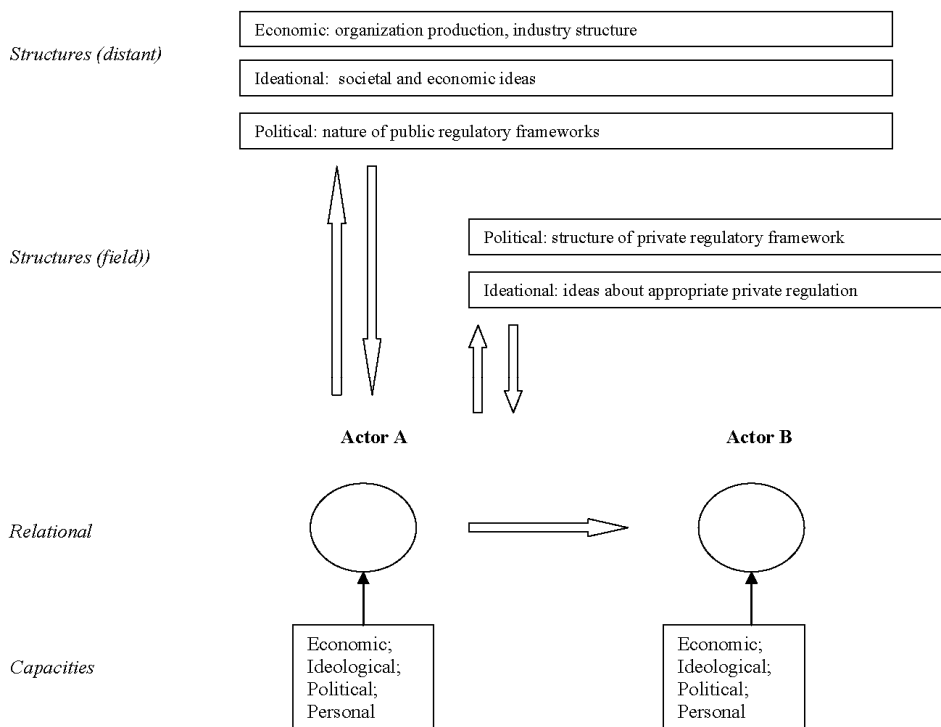 Structures (distant)
Economic: organization production, industry structure
Ideational: societal and economic ideas
Political: nature of public regulatory frameworks
Structures (field))
Political: structure of private regulatory framework
Ideational: ideas about appropriate private regulation
Actor A
Actor B
Relational
Capacities
Economic;
Ideological;
Political;
Personal
Economic;
Ideological;
Political;
Personal